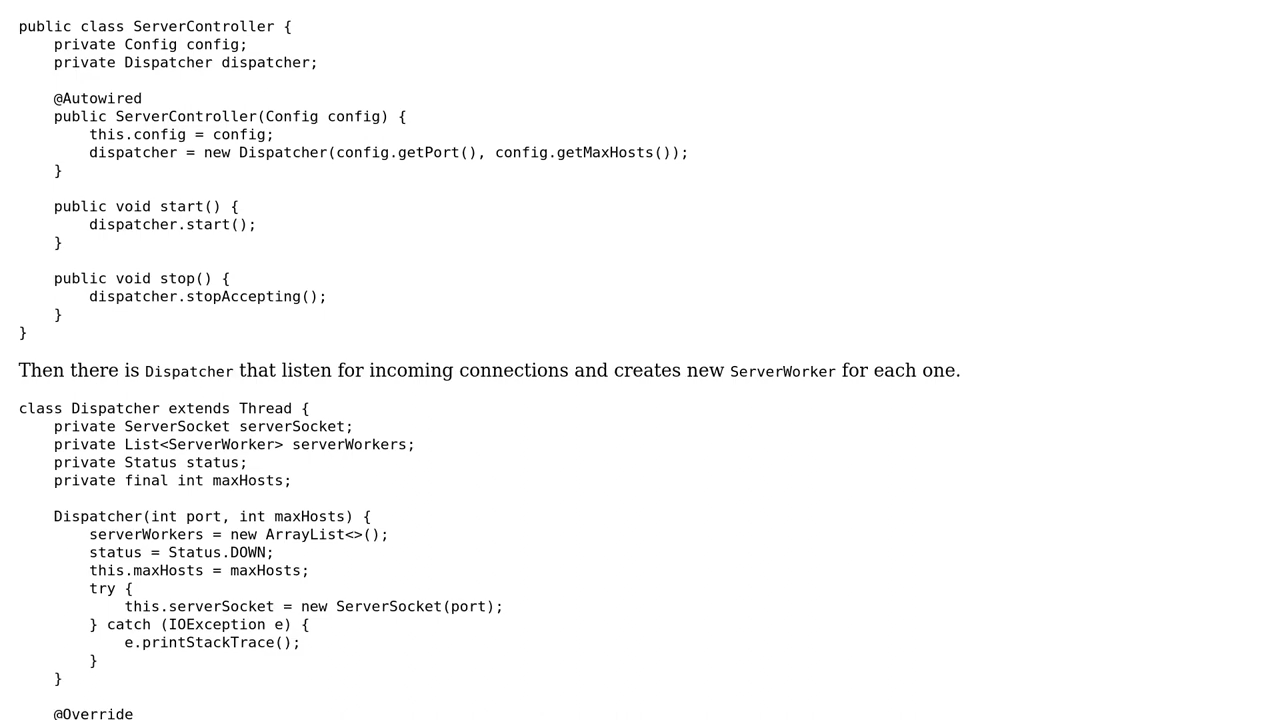 public class ServerController {
    private Config config;
    private Dispatcher dispatcher;

    @Autowired
    public ServerController(Config config) {
        this.config = config;
        dispatcher = new Dispatcher(config.getPort(), config.getMaxHosts());
    }

    public void start() {
        dispatcher.start();
    }

    public void stop() {
        dispatcher.stopAccepting();
    }
}
Then there is Dispatcher that listen for incoming connections and creates new ServerWorker for each one.
class Dispatcher extends Thread {
    private ServerSocket serverSocket;
    private List<ServerWorker> serverWorkers;
    private Status status;
    private final int maxHosts;

    Dispatcher(int port, int maxHosts) {
        serverWorkers = new ArrayList<>();
        status = Status.DOWN;
        this.maxHosts = maxHosts;
        try {
            this.serverSocket = new ServerSocket(port);
        } catch (IOException e) {
            e.printStackTrace();
        }
    }

    @Override